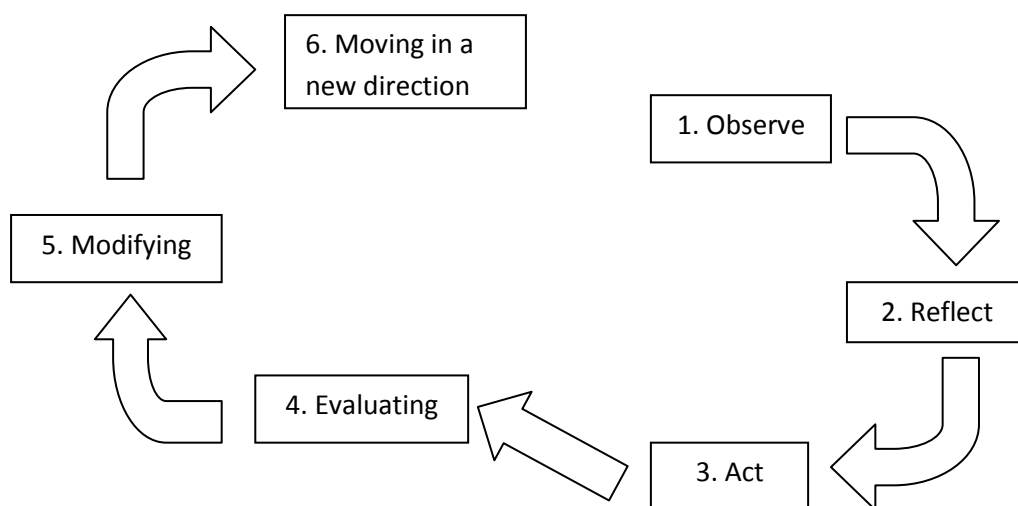 1. Observe
2. Reflect
3. Act
4. Evaluating
5. Modifying
6. Moving in a
new direction